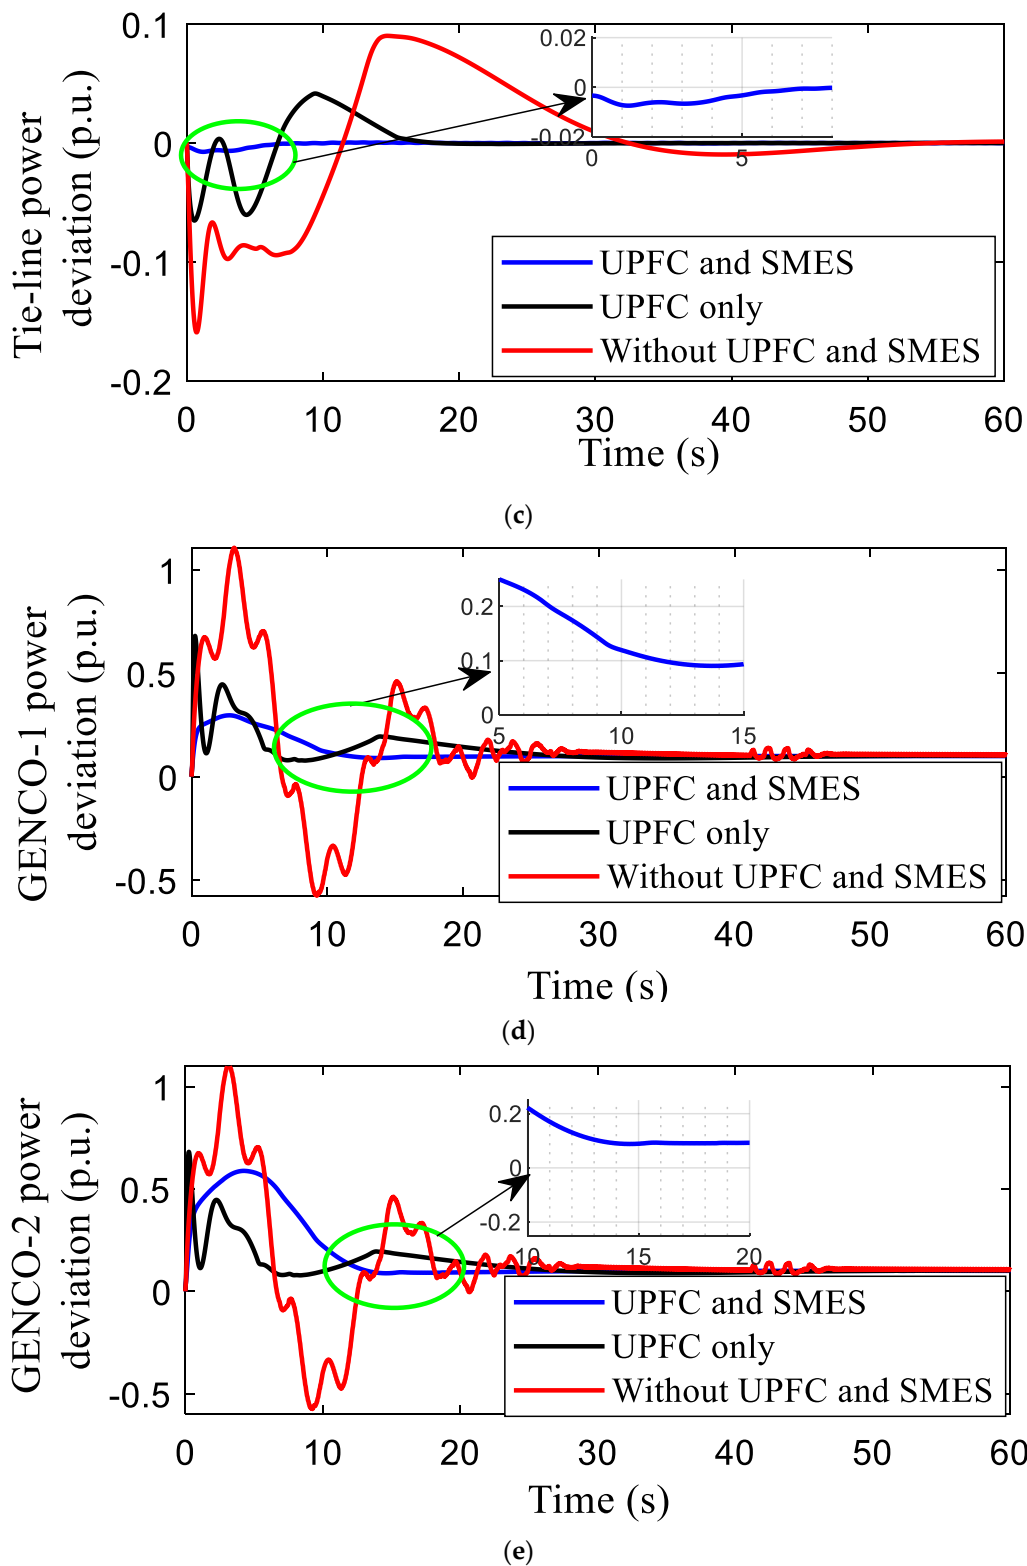 0.1
0
-0.1
-0.2
Tie-line power
deviation (p.u.)
0.02
0
-0.02
0 5
UPFC and SMES
UPFC only
Without UPFC and SMES
0 10 20 30 40 50 60
Time (s)
(c)
1
0.5
0
-0.5
GENCO-1 power
deviation (p.u.)
0.2
0.1
0
5 10 15
UPFC and SMES
UPFC only
Without UPFC and SMES
0 10 20 30 40 50 60
Time (s)
(d)
1
0.5
0
-0.5
GENCO-2 power
deviation (p.u.)
0.2
0
-0.2
10 15 20
UPFC and SMES
UPFC only
Without UPFC and SMES
0 10 20 30 40 50 60
Time (s)
(e)